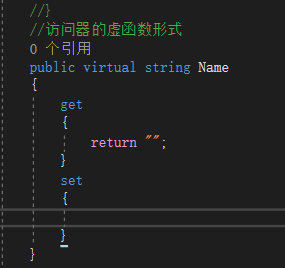 //}
//访问器的虚函数形式
0 个引用
public virtual string Name
{
get
{
return "";
}
set
{
}
}